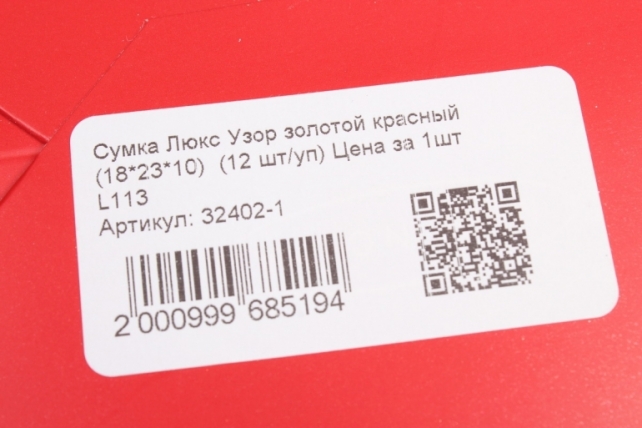 Сумка Люкс Узор золотой красный
(18*23*10) (12 шт/уп) Цена за 1шт
L113
Артикул: 32402-1
2 000999 685194